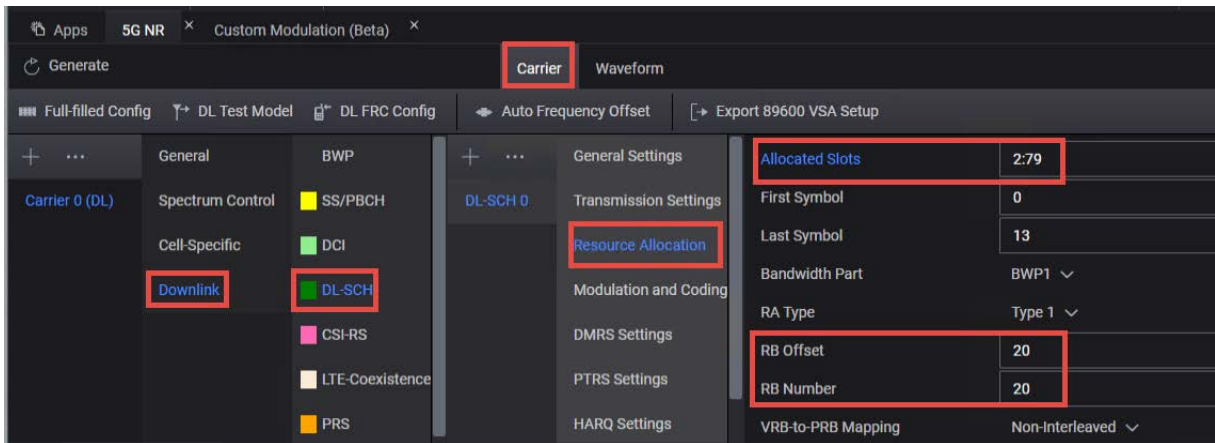 Apps 5G NR × Custom Modulation (Beta) ×
Generate Carrier Waveform
Full-filled Config DL Test Model DL FRC Config Auto Frequency Offset Export 89600 VSA Setup
+ ... General BWP + ... General Settings Allocated Slots 2:79
Carrier 0 (DL) Spectrum Control SS/PBCH DL-SCH 0 Transmission Settings First Symbol 0
Cell-Specific DCI Resource Allocation Last Symbol 13
Downlink DL-SCH Modulation and Coding Bandwidth Part BWP1
CSI-RS DMRS Settings RA Type Type 1
LTE-Coexistence PTRS Settings RB Offset 20
RB Number 20
PRS HARQ Settings VRB-to-PRB Mapping Non-Interleaved